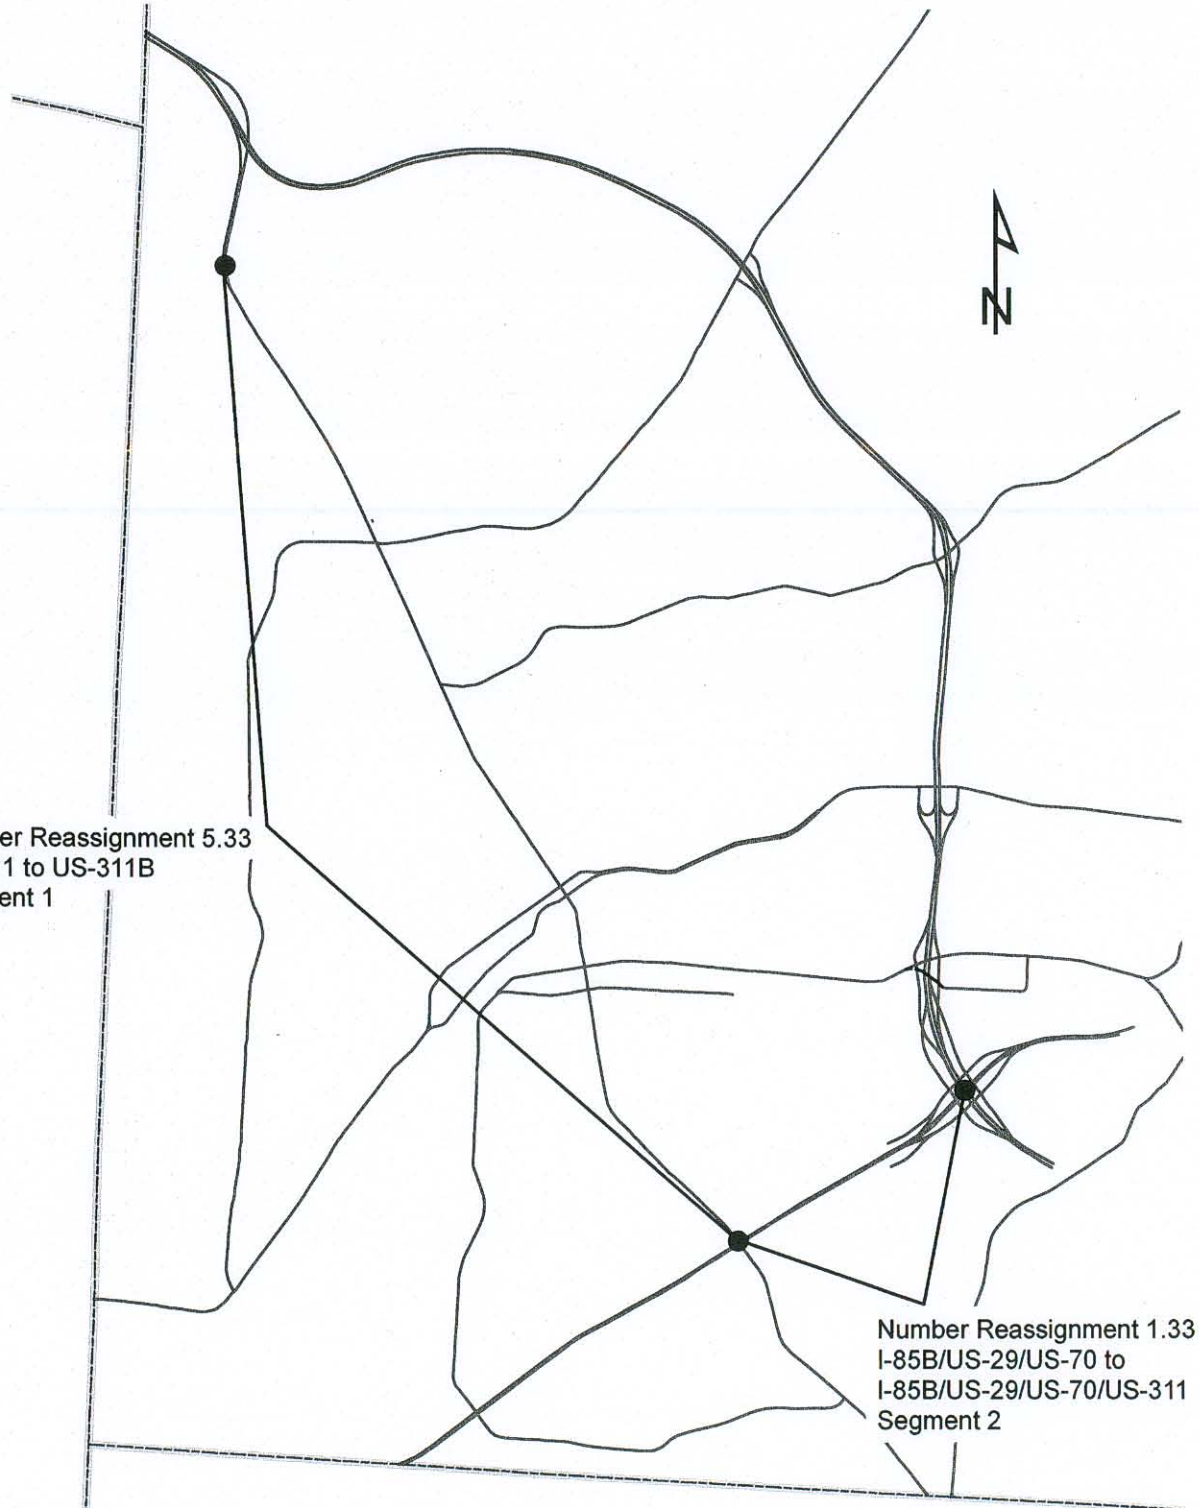 N
er Reassignment 5.33
1 to US-311B
ent 1
Number Reassignment 1.33
I-85B/US-29/US-70 to
I-85B/US-29/US-70/US-311
Segment 2